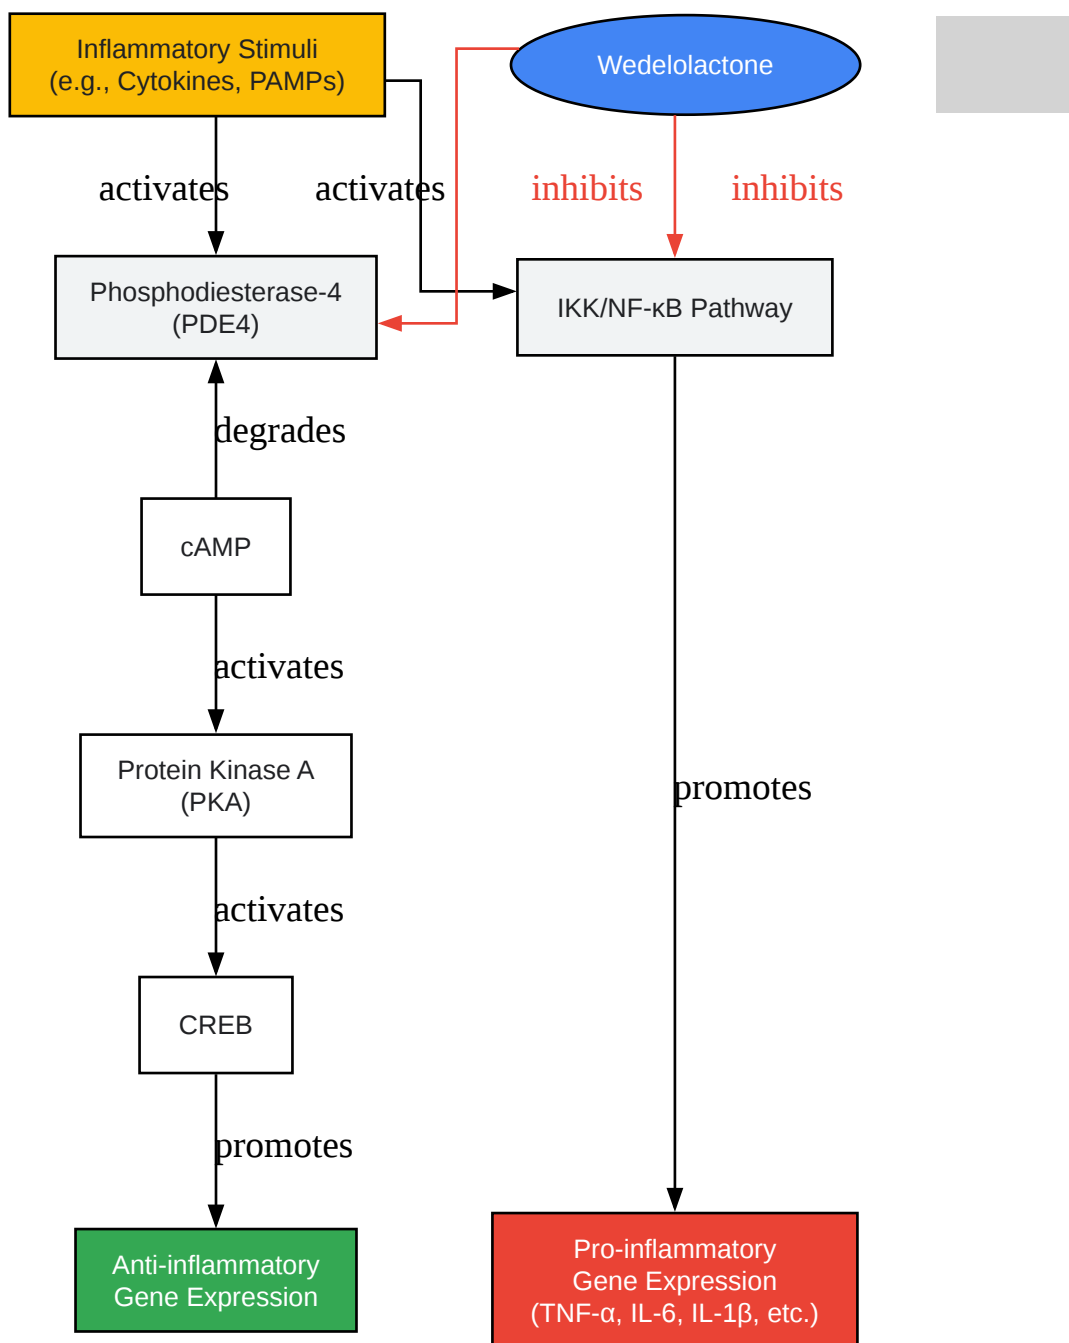 Inflammatory Stimuli
(e.g., Cytokines, PAMPs)
Wedelolactone
activates
activates
inhibits
inhibits
Phosphodiesterase-4
(PDE4)
IKK/NF-κB Pathway
degrades
cAMP
activates
Protein Kinase A
(PKA)
promotes
activates
CREB
promotes
Anti-inflammatory
Gene Expression
Pro-inflammatory
Gene Expression
(TNF-α, IL-6, IL-1β, etc.)